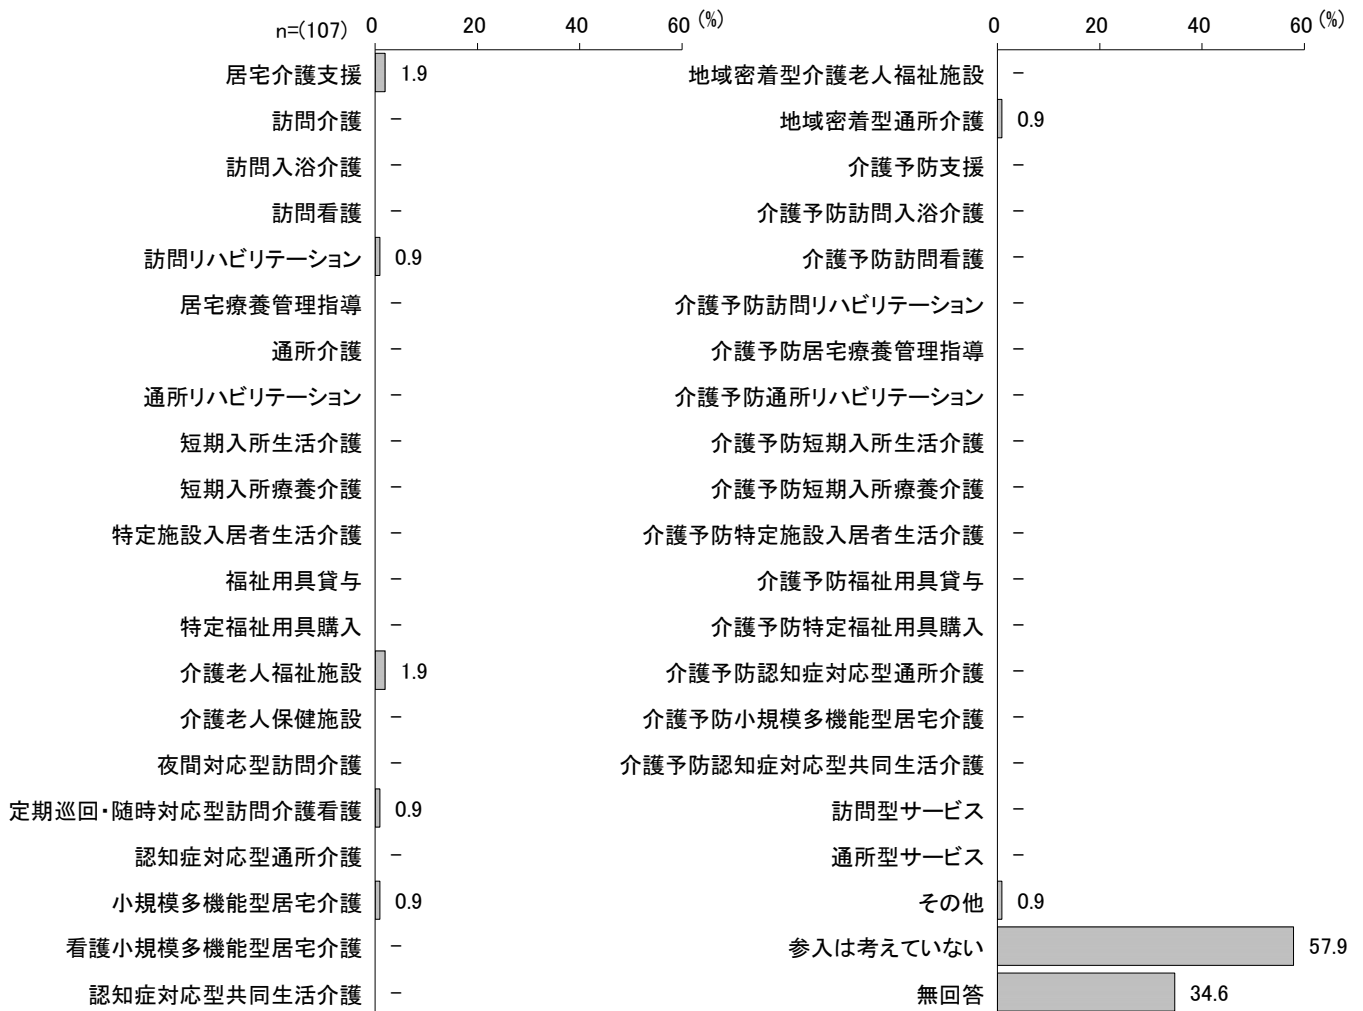 n=(107) 0 20 40 60 (%)
居宅介護支援 1.9
訪問介護 -
訪問入浴介護 -
訪問看護 -
訪問リハビリテーション 0.9
居宅療養管理指導 -
通所介護 -
通所リハビリテーション -
短期入所生活介護 -
短期入所療養介護 -
特定施設入居者生活介護 -
福祉用具貸与 -
特定福祉用具購入 -
介護老人福祉施設 1.9
介護老人保健施設 -
夜間対応型訪問介護 -
定期巡回・随時対応型訪問介護看護 0.9
認知症対応型通所介護 -
小規模多機能型居宅介護 0.9
看護小規模多機能型居宅介護 -
認知症対応型共同生活介護 -
0 20 40 60 (%)
地域密着型介護老人福祉施設 -
地域密着型通所介護 0.9
介護予防支援 -
介護予防訪問入浴介護 -
介護予防訪問看護 -
介護予防訪問リハビリテーション -
介護予防居宅療養管理指導 -
介護予防通所リハビリテーション -
介護予防短期入所生活介護 -
介護予防短期入所療養介護 -
介護予防特定施設入居者生活介護 -
介護予防福祉用具貸与 -
介護予防特定福祉用具購入 -
介護予防認知症対応型通所介護 -
介護予防小規模多機能型居宅介護 -
介護予防認知症対応型共同生活介護 -
訪問型サービス -
通所型サービス -
その他 0.9
参入は考えていない 57.9
無回答 34.6